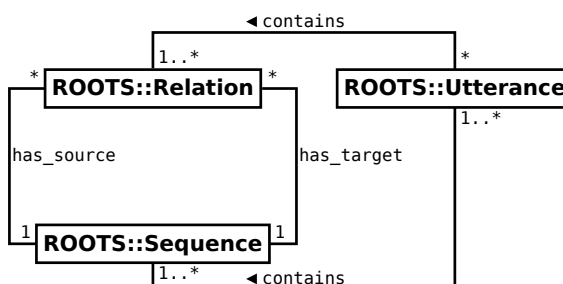 ◄ contains
1..* *
* ROOTS::Relation * ROOTS::Utterance
1..*
has_source has_target
1 ROOTS::Sequence 1
1..* ◄ contains